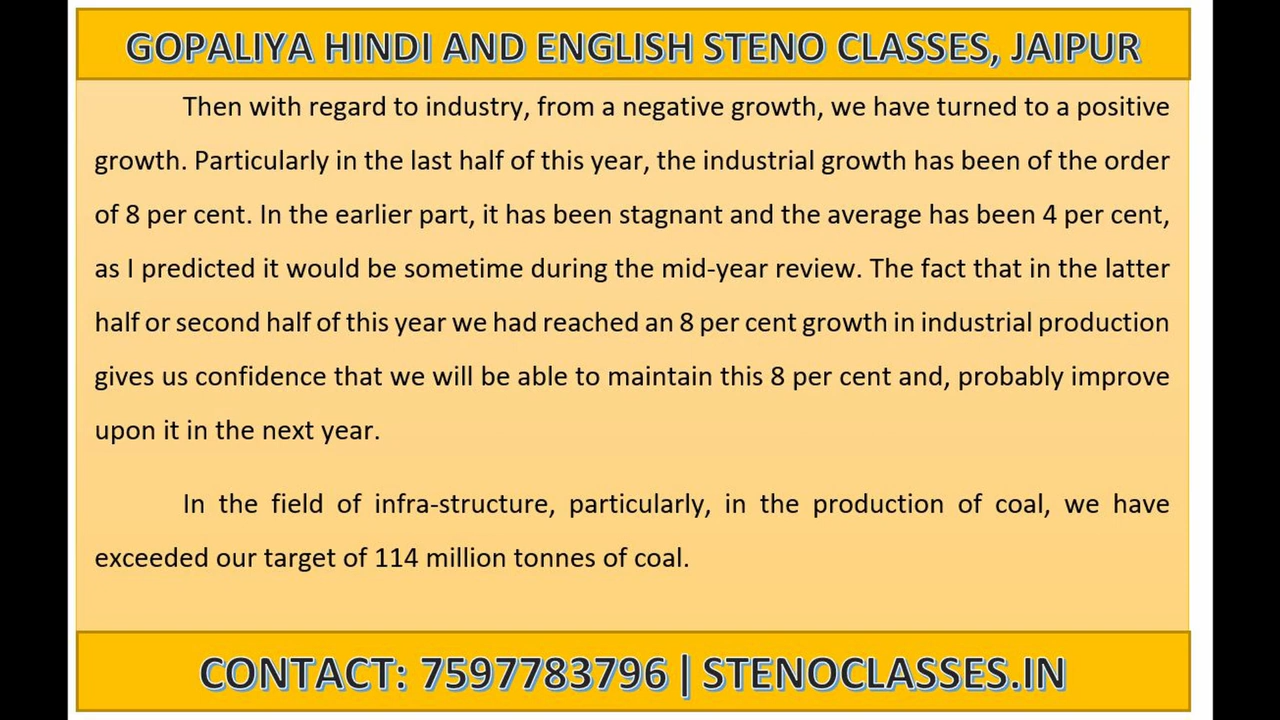 GOPALIYA HINDI AND ENGLISH STENO CLASSES, JAIPUR
Then with regard to industry, from a negative growth, we have turned to a positive
growth. Particularly in the last half of this year, the industrial growth has been of the order
of 8 per cent. In the earlier part, it has been stagnant and the average has been 4 per cent,
as I predicted it would be sometime during the mid-year review. The fact that in the latter
half or second half of this year we had reached an 8 per cent growth in industrial production
gives us confidence that we will be able to maintain this 8 per cent and, probably improve
upon it in the next year.
In the field of infra-structure, particularly, in the production of coal, we have
exceeded our target of 114 million tonnes of coal.
CONTACT: 7597783796 | STENOCLASSES.IN